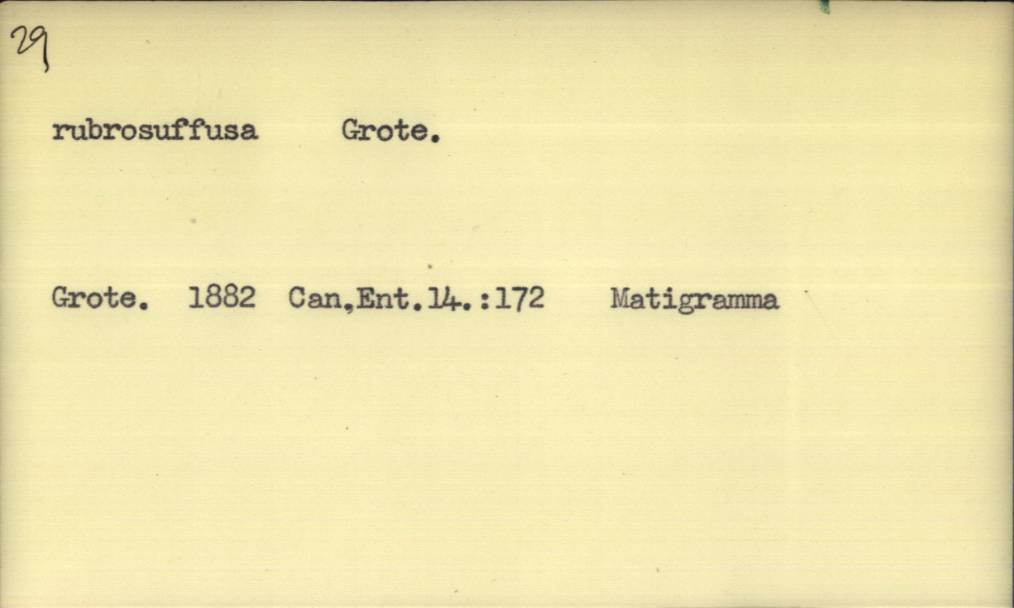 29
rubrosuffusa Grote.
Grote. 1882 Can,Ent.14.:172 Matigramma